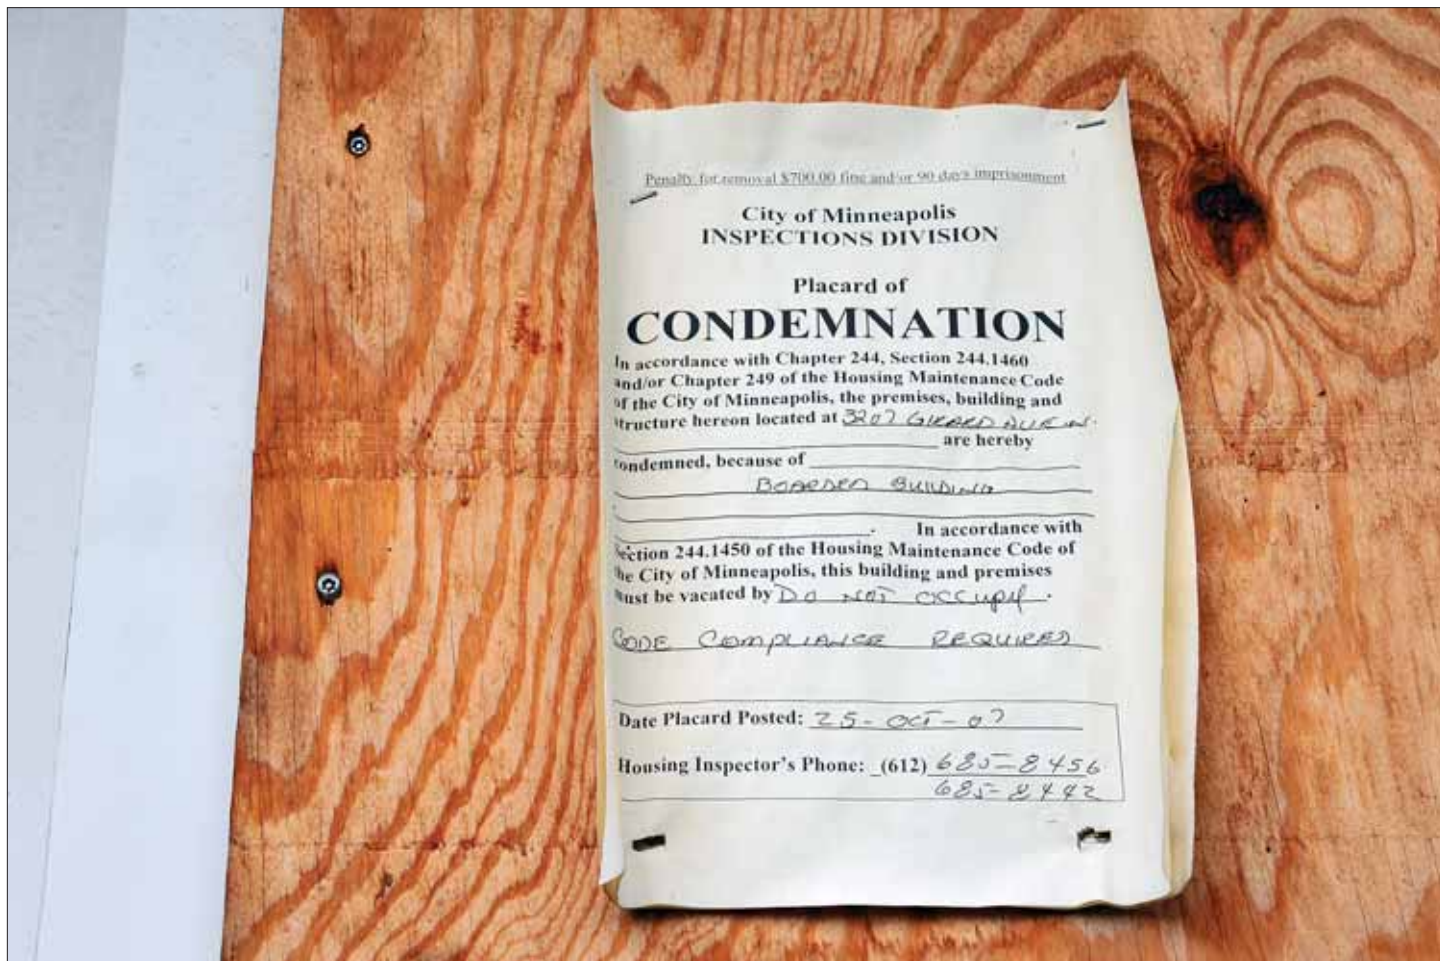 Penalty for removal $700.00 fine and/or 90 days imprisonment
City of Minneapolis
INSPECTIONS DIVISION
Placard of
CONDEMNATION
In accordance with Chapter 244, Section 244.1460
and/or Chapter 249 of the Housing Maintenance Code
of the City of Minneapolis, the premises, building and
structure hereon located at 3207 GIRARD AVE N.
are hereby
condemned, because of
BOARDED BUILDING
. In accordance with
Section 244.1450 of the Housing Maintenance Code of
the City of Minneapolis, this building and premises
must be vacated by DO NOT OCCUPY.
CODE COMPLIANCE REQUIRED
Date Placard Posted: 25-OCT-07
Housing Inspector's Phone: (612) 685-8456
685-8442